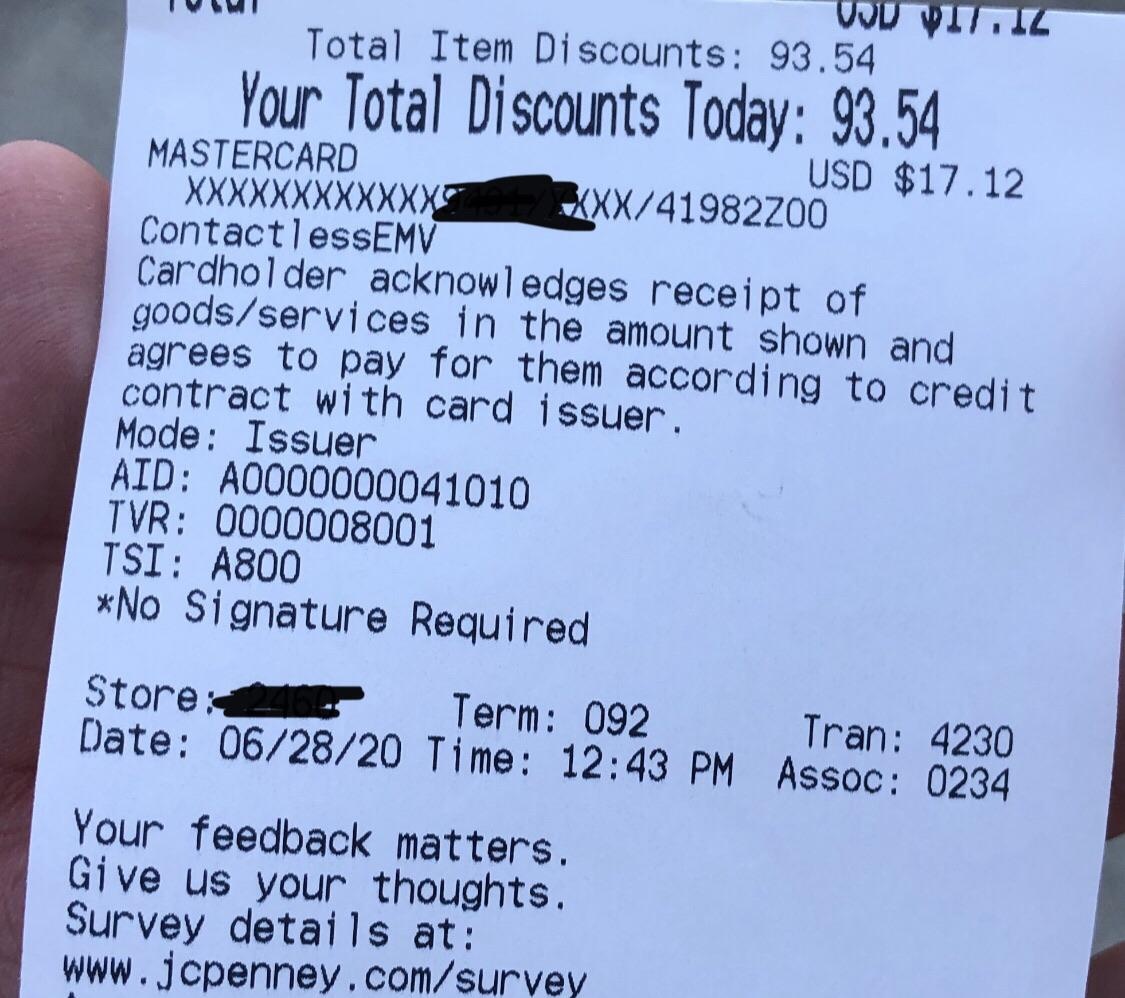 Total USD $17.12
Total Item Discounts: 93.54
Your Total Discounts Today: 93.54
MASTERCARD USD $17.12
XXXXXXXXXXXXX XXX/41982Z00
ContactlessEMV
Cardholder acknowledges receipt of
goods/services in the amount shown and
agrees to pay for them according to credit
contract with card issuer.
Mode: Issuer
AID: A0000000041010
TVR: 0000008001
TSI: A800
*No Signature Required
Store: Term: 092 Tran: 4230
Date: 06/28/20 Time: 12:43 PM Assoc: 0234
Your feedback matters.
Give us your thoughts.
Survey details at:
www.jcpenney.com/survey